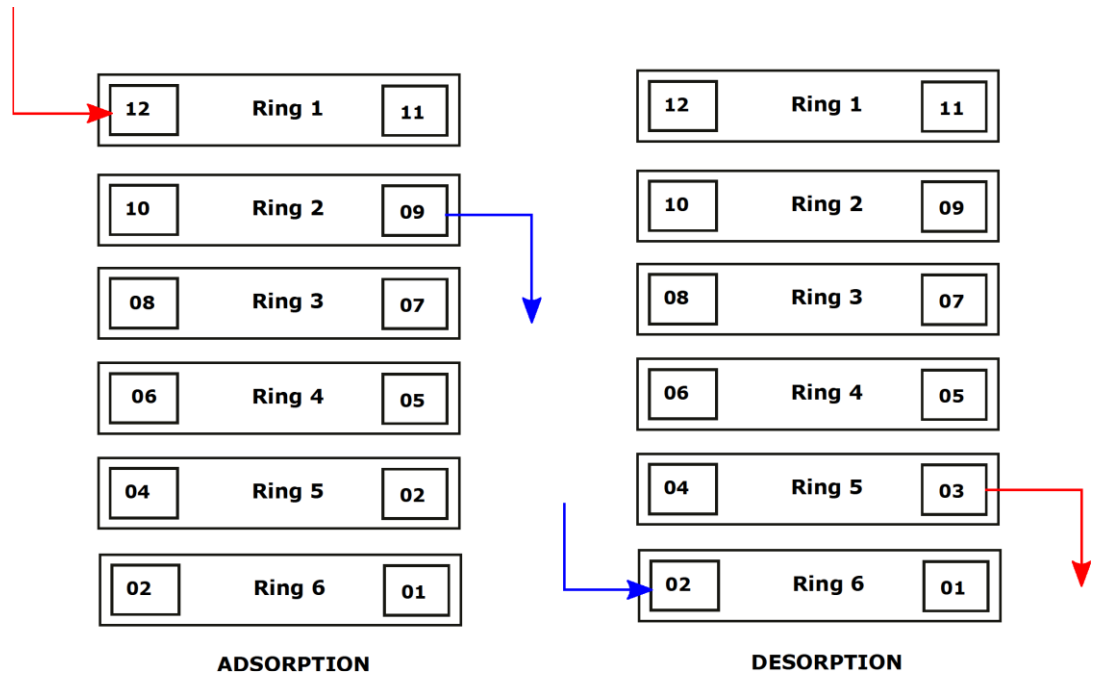 12 Ring 1 11
10 Ring 2 09
08 Ring 3 07
06 Ring 4 05
04 Ring 5 02
02 Ring 6 01
ADSORPTION
12 Ring 1 11
10 Ring 2 09
08 Ring 3 07
06 Ring 4 05
04 Ring 5 03
02 Ring 6 01
DESORPTION